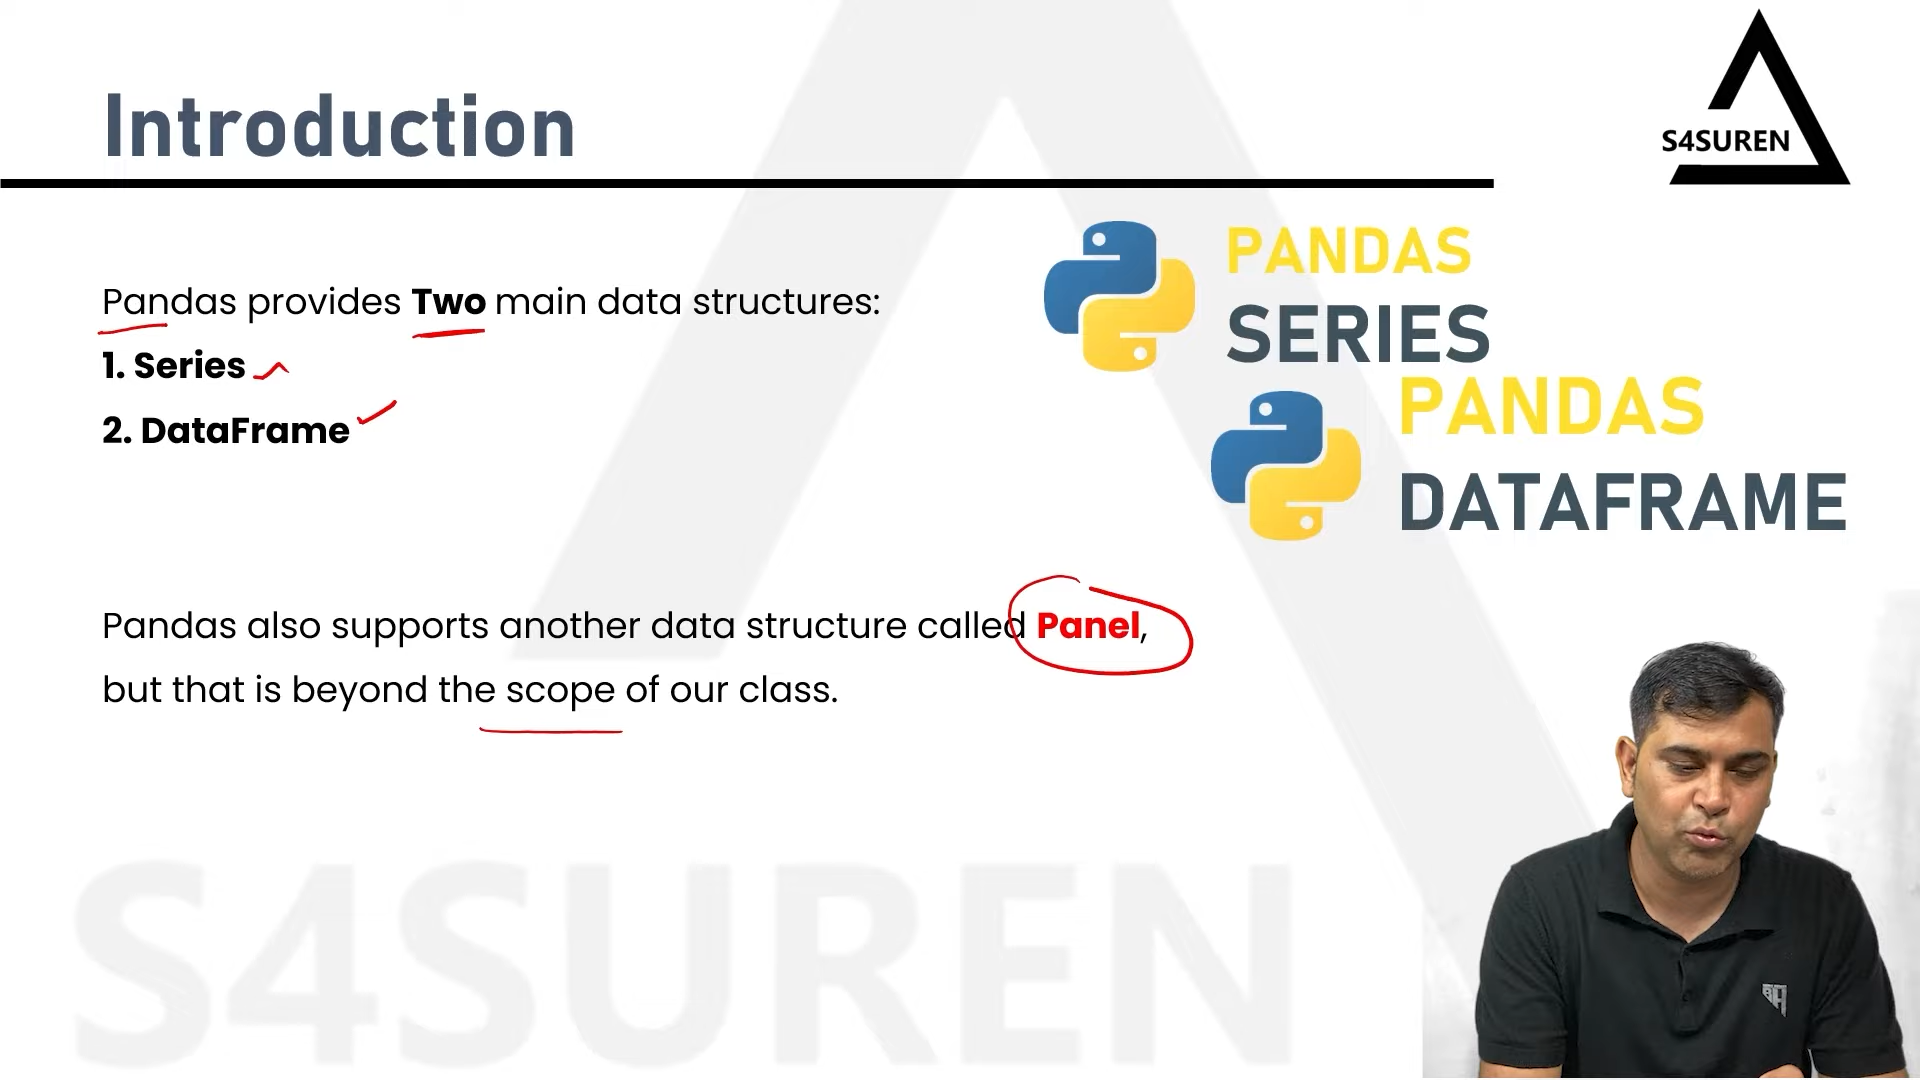 Introduction
S4SUREN
Pandas provides Two main data structures:
1. Series
2. DataFrame
PANDAS
SERIES
PANDAS
DATAFRAME
Pandas also supports another data structure called Panel,
but that is beyond the scope of our class.
S4SUREN